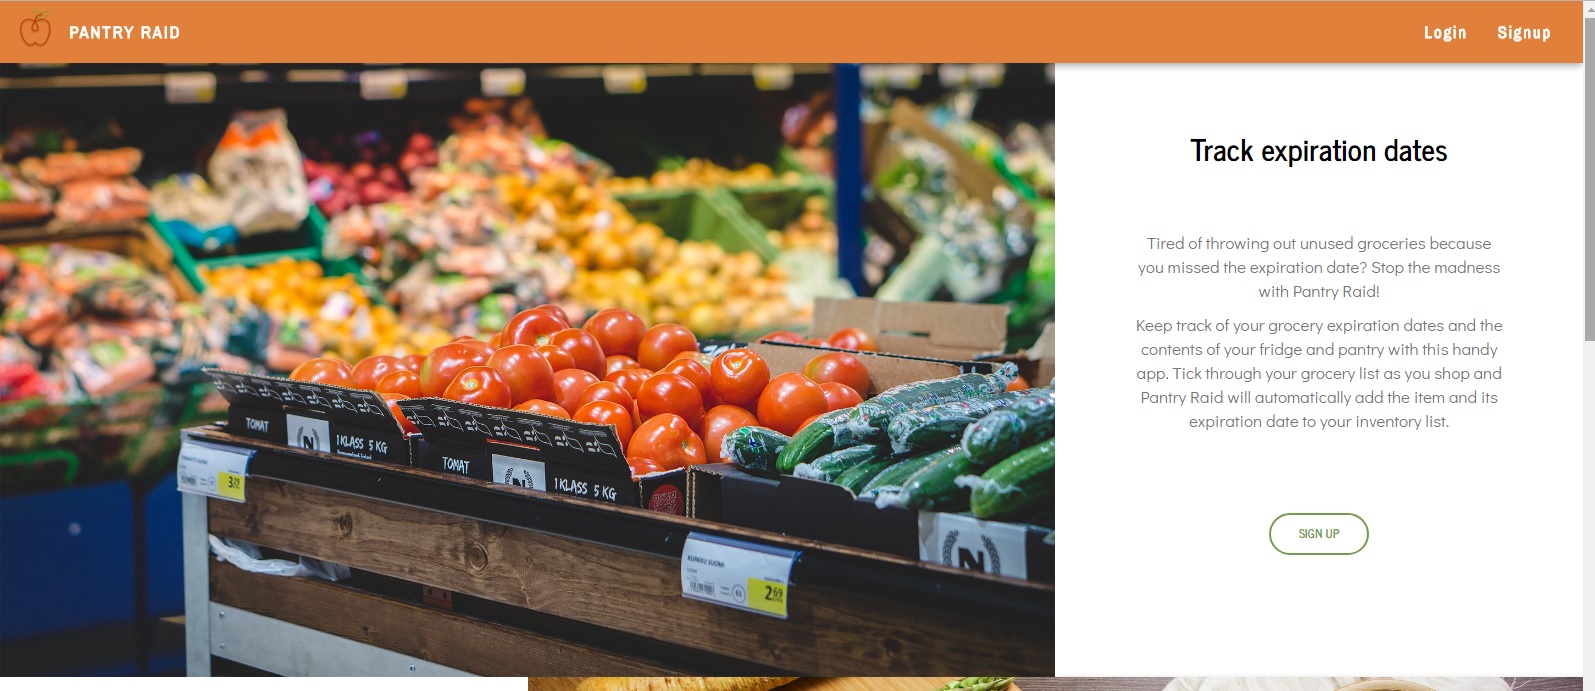 PANTRY RAID
Login Signup
Track expiration dates
Tired of throwing out unused groceries because
you missed the expiration date? Stop the madness
with Pantry Raid!
Keep track of your grocery expiration dates and the
contents of your fridge and pantry with this handy
app. Tick through your grocery list as you shop and
Pantry Raid will automatically add the item and its
expiration date to your inventory list.
SIGN UP
TOMAT
N
1 KLASS 5 KG
TOMAT
N
1 KLASS 5 KG
N
3
KURKKU SUOMI
61
2 69